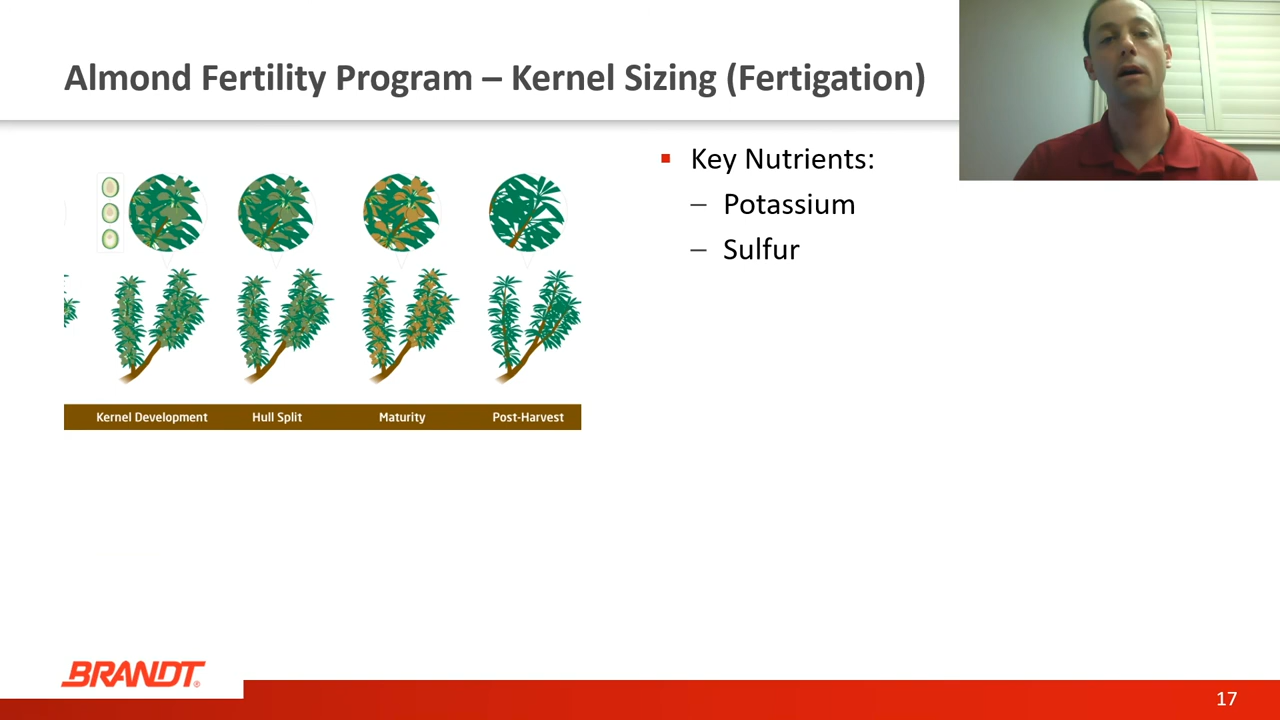 Almond Fertility Program – Kernel Sizing (Fertigation)
Key Nutrients:
– Potassium
– Sulfur
Kernel Development Hull Split Maturity Post-Harvest
BRANDT®
17